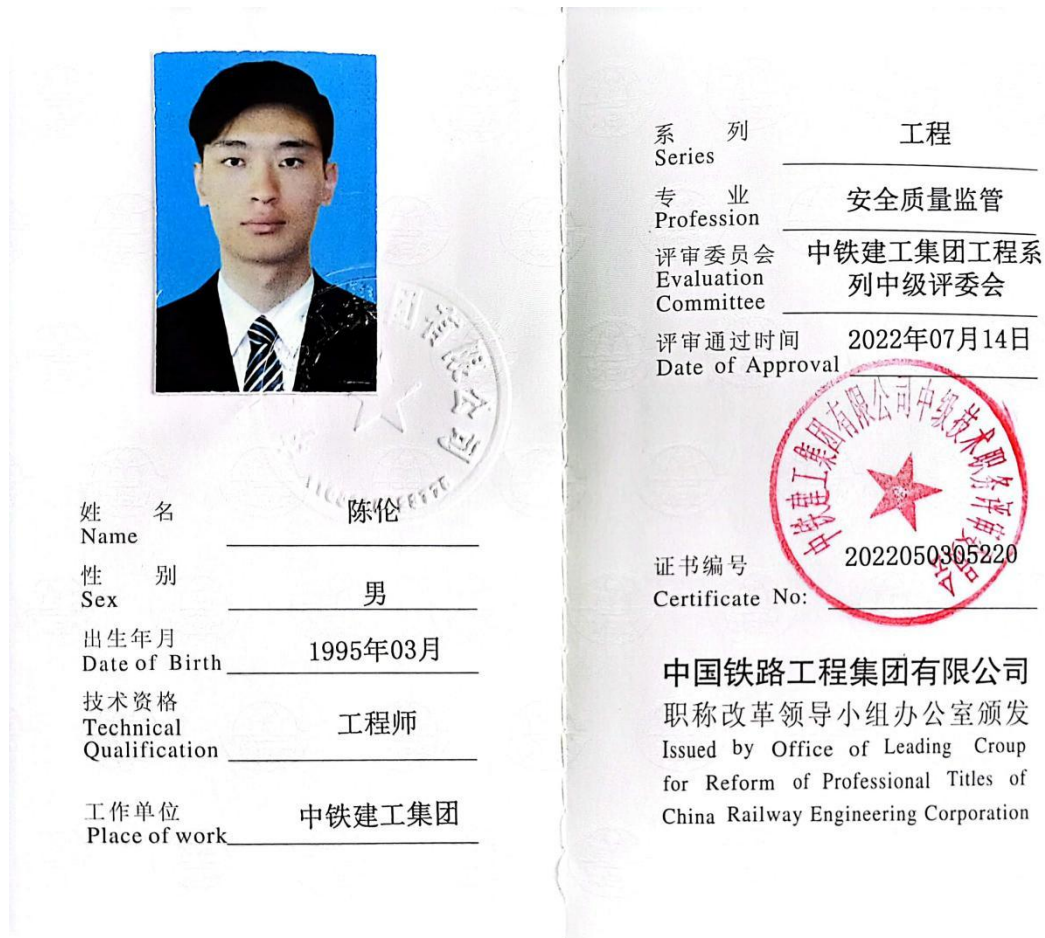 姓 名 陈伦
Name
性 别
Sex 男
出生年月
Date of Birth 1995年03月
技术资格
Technical 工程师
Qualification
工作单位 中铁建工集团
Place of work
有限公司
系 列 工程
Series
专 业 安全质量监管
Profession
评审委员会 中铁建工集团工程系
Evaluation 列中级评委会
Committee
评审通过时间 2022年07月14日
Date of Approval
中铁建工集团有限公司中级技术职务评审委员会
证书编号 2022050305220
Certificate No:
中国铁路工程集团有限公司
职称改革领导小组办公室颁发
Issued by Office of Leading Croup
for Reform of Professional Titles of
China Railway Engineering Corporation